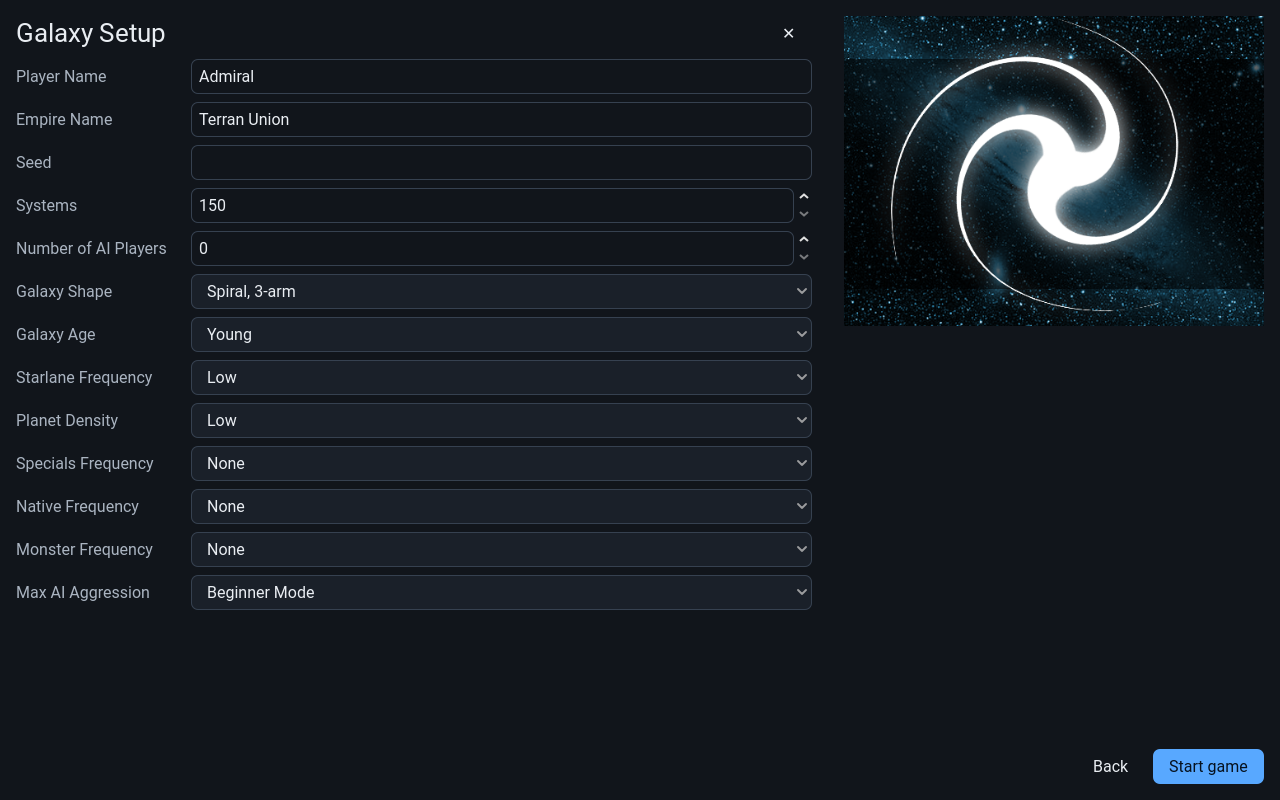 Galaxy Setup ×
Player Name Admiral
Empire Name Terran Union
Seed
Systems 150
Number of AI Players 0
Galaxy Shape Spiral, 3-arm
Galaxy Age Young
Starlane Frequency Low
Planet Density Low
Specials Frequency None
Native Frequency None
Monster Frequency None
Max AI Aggression Beginner Mode
Back Start game